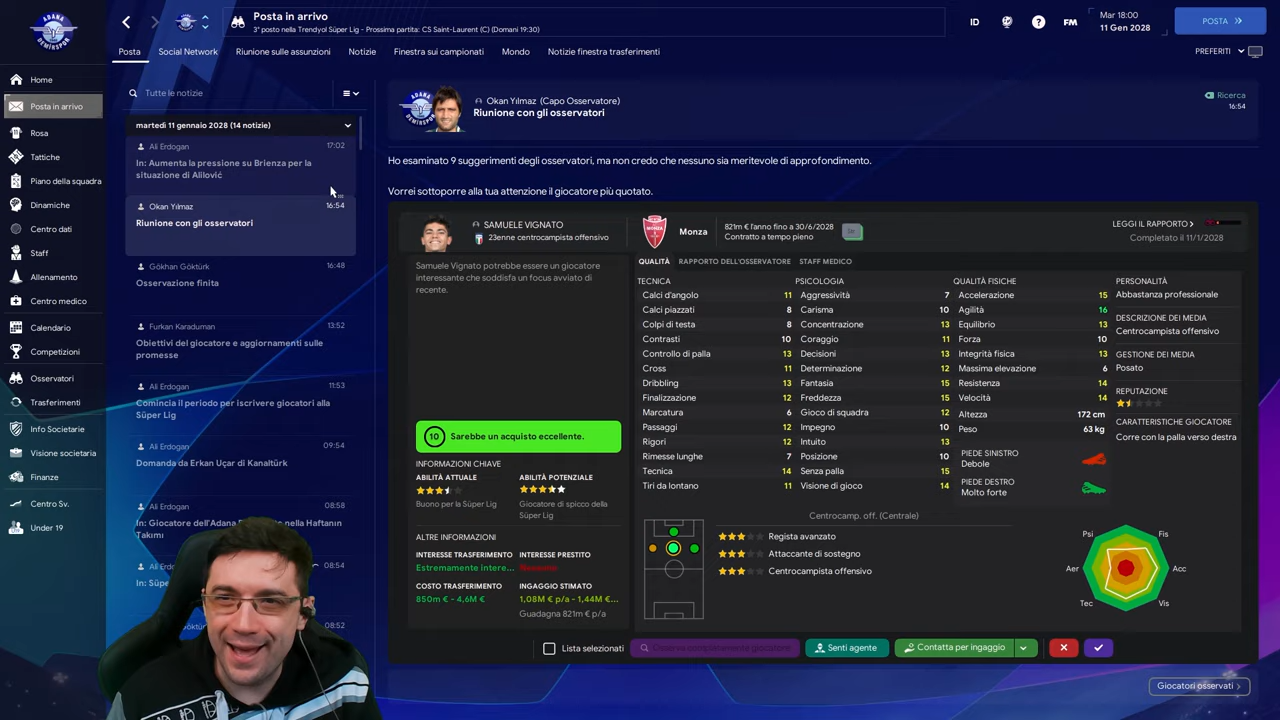 Posta in arrivo
3° posto nella Trendyol Süper Lig - Prossima partita: CS Saint-Laurent (C) (Domani 19:30)
ID
FM
Mar 18:00
11 Gen 2028
POSTA
Posta
Social Network
Riunione sulle assunzioni
Notizie
Finestra sui campionati
Mondo
Notizie finestra trasferimenti
PREFERITI
Home
Posta in arrivo
Rosa
Tattiche
Piano della squadra
Dinamiche
Centro dati
Staff
Allenamento
Centro medico
Calendario
Competizioni
Osservatori
Trasferimenti
Info Societarie
Visione societaria
Finanze
Centro Sv.
Under 19
Tutte le notizie
martedì 11 gennaio 2028 (14 notizie)
Ali Erdogan 17:02
In: Aumenta la pressione su Brienza per la
situazione di Alilović
Okan Yılmaz 16:54
Riunione con gli osservatori
Gökhan Göktürk 16:48
Osservazione finita
Furkan Karaduman 13:52
Obiettivi del giocatore e aggiornamenti sulle
promesse
Ali Erdogan 11:53
Comincia il periodo per iscrivere giocatori alla
Süper Lig
Ali Erdogan 09:54
Domanda da Erkan Uçar di Kanaltürk
Ali Erdogan 08:58
In: Giocatore dell'Adana nella Haftanın
Takımı
Ali 08:54
In: Süpe
08:52
Okan Yılmaz (Capo Osservatore)
Riunione con gli osservatori
Ricerca
16:54
Ho esaminato 9 suggerimenti degli osservatori, ma non credo che nessuno sia meritevole di approfondimento.
Vorrei sottoporre alla tua attenzione il giocatore più quotato.
SAMUELE VIGNATO
23enne centrocampista offensivo
MONZA
Monza
821m € l'anno fino a 30/6/2028
Contratto a tempo pieno
LEGGI IL RAPPORTO
Completato il 11/1/2028
Samuele Vignato potrebbe essere un giocatore
interessante che soddisfa un focus avviato di
recente.
10 Sarebbe un acquisto eccellente.
INFORMAZIONI CHIAVE
ABILITÀ ATTUALE
Buono per la Süper Lig
ABILITÀ POTENZIALE
Giocatore di spicco della
Süper Lig
ALTRE INFORMAZIONI
INTERESSE TRASFERIMENTO
Estremamente intere...
INTERESSE PRESTITO
Nessuno
COSTO TRASFERIMENTO
850m € - 4,6M €
INGAGGIO STIMATO
1,08M € p/a - 1,44M €...
Guadagna 821m € p/a
QUALITÀ
RAPPORTO DELL'OSSERVATORE
STAFF MEDICO
TECNICA
Calci d'angolo 11
Calci piazzati 8
Colpi di testa 8
Contrasti 10
Controllo di palla 13
Cross 11
Dribbling 13
Finalizzazione 12
Marcatura 6
Passaggi 12
Rigori 12
Rimesse lunghe 7
Tecnica 14
Tiri da lontano 11
PSICOLOGIA
Aggressività 7
Carisma 10
Concentrazione 13
Coraggio 11
Decisioni 13
Determinazione 12
Fantasia 15
Freddezza 15
Gioco di squadra 12
Impegno 10
Intuito 13
Posizione 10
Senza palla 15
Visione di gioco 14
QUALITÀ FISICHE
Accelerazione 15
Agilità 16
Equilibrio 13
Forza 10
Integrità fisica 13
Massima elevazione 6
Resistenza 14
Velocità 14
Altezza 172 cm
Peso 63 kg
PIEDE SINISTRO
Debole
PIEDE DESTRO
Molto forte
PERSONALITÀ
Abbastanza professionale
DESCRIZIONE DEI MEDIA
Centrocampista offensivo
GESTIONE DEI MEDIA
Posato
REPUTAZIONE
CARATTERISTICHE GIOCATORE
Corre con la palla verso destra
Centrocamp. off. (Centrale)
Regista avanzato
Attaccante di sostegno
Centrocampista offensivo
Psi
Fis
Aer
Acc
Tec
Vis
Lista selezionati
Senti agente
Contatta per ingaggio
Giocatori osservati